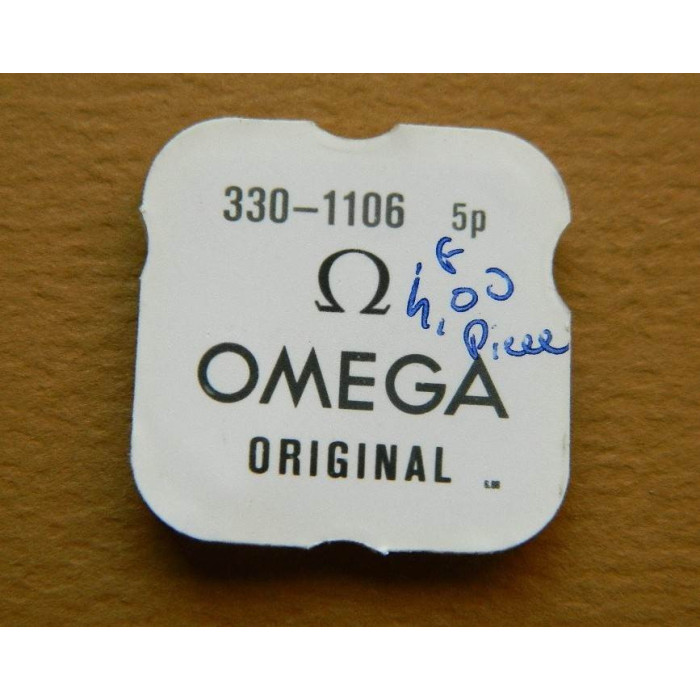 330-1106 5p
Ω
£
4,00
Piece
OMEGA
ORIGINAL